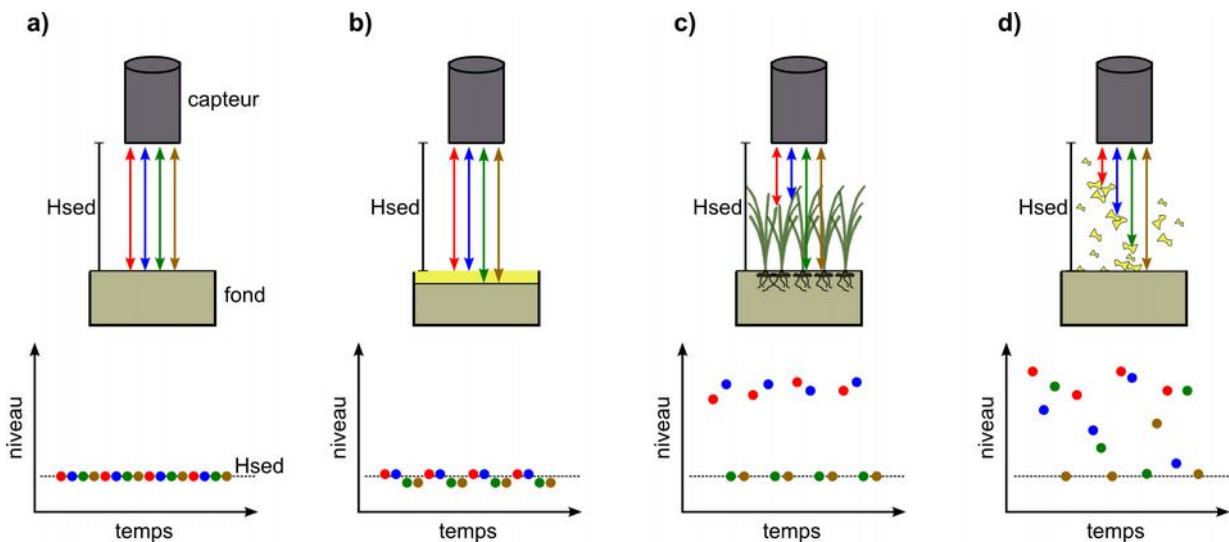 a)
capteur
Hsed
fond
niveau
Hsed
temps
b)
Hsed
niveau
temps
c)
Hsed
niveau
temps
d)
Hsed
niveau
temps